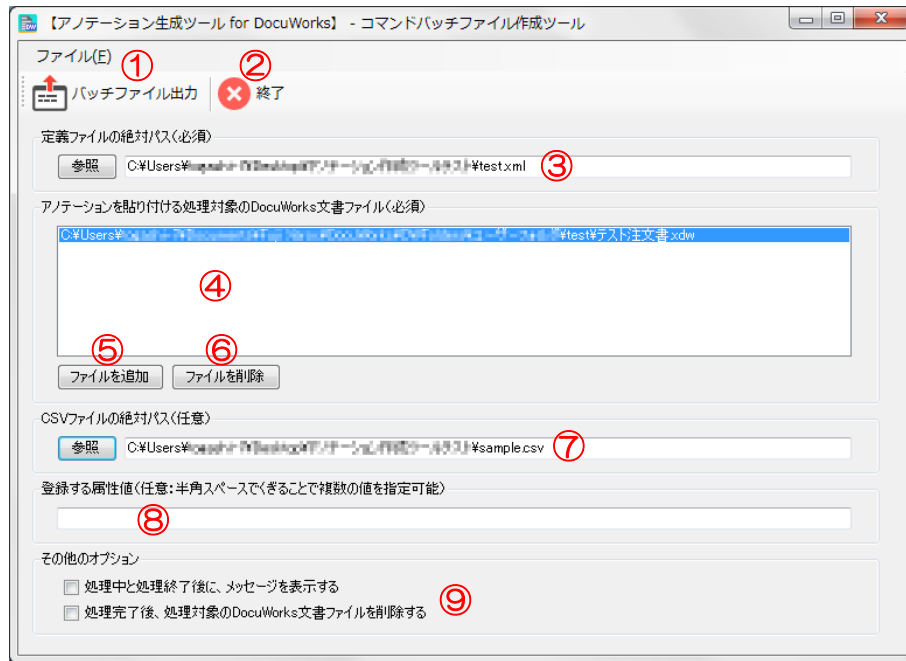 【アノテーション生成ツール for DocuWorks】 - コマンドバッチファイル作成ツール
ファイル(F)
① ②
バッチファイル出力 終了
定義ファイルの絶対パス(必須)
参照 C:¥Users¥ ¥test.xml ③
アノテーションを貼り付ける処理対象のDocuWorks文書ファイル(必須)
C:¥Users¥ ¥test¥テスト注文書.xdw
④
⑤ ⑥
ファイルを追加 ファイルを削除
CSVファイルの絶対パス(任意)
参照 C:¥Users¥ ¥sample.csv ⑦
登録する属性値(任意:半角スペースでくぎることで複数の値を指定可能)
⑧
その他のオプション
処理中と処理終了後に、メッセージを表示する
処理完了後、処理対象のDocuWorks文書ファイルを削除する ⑨